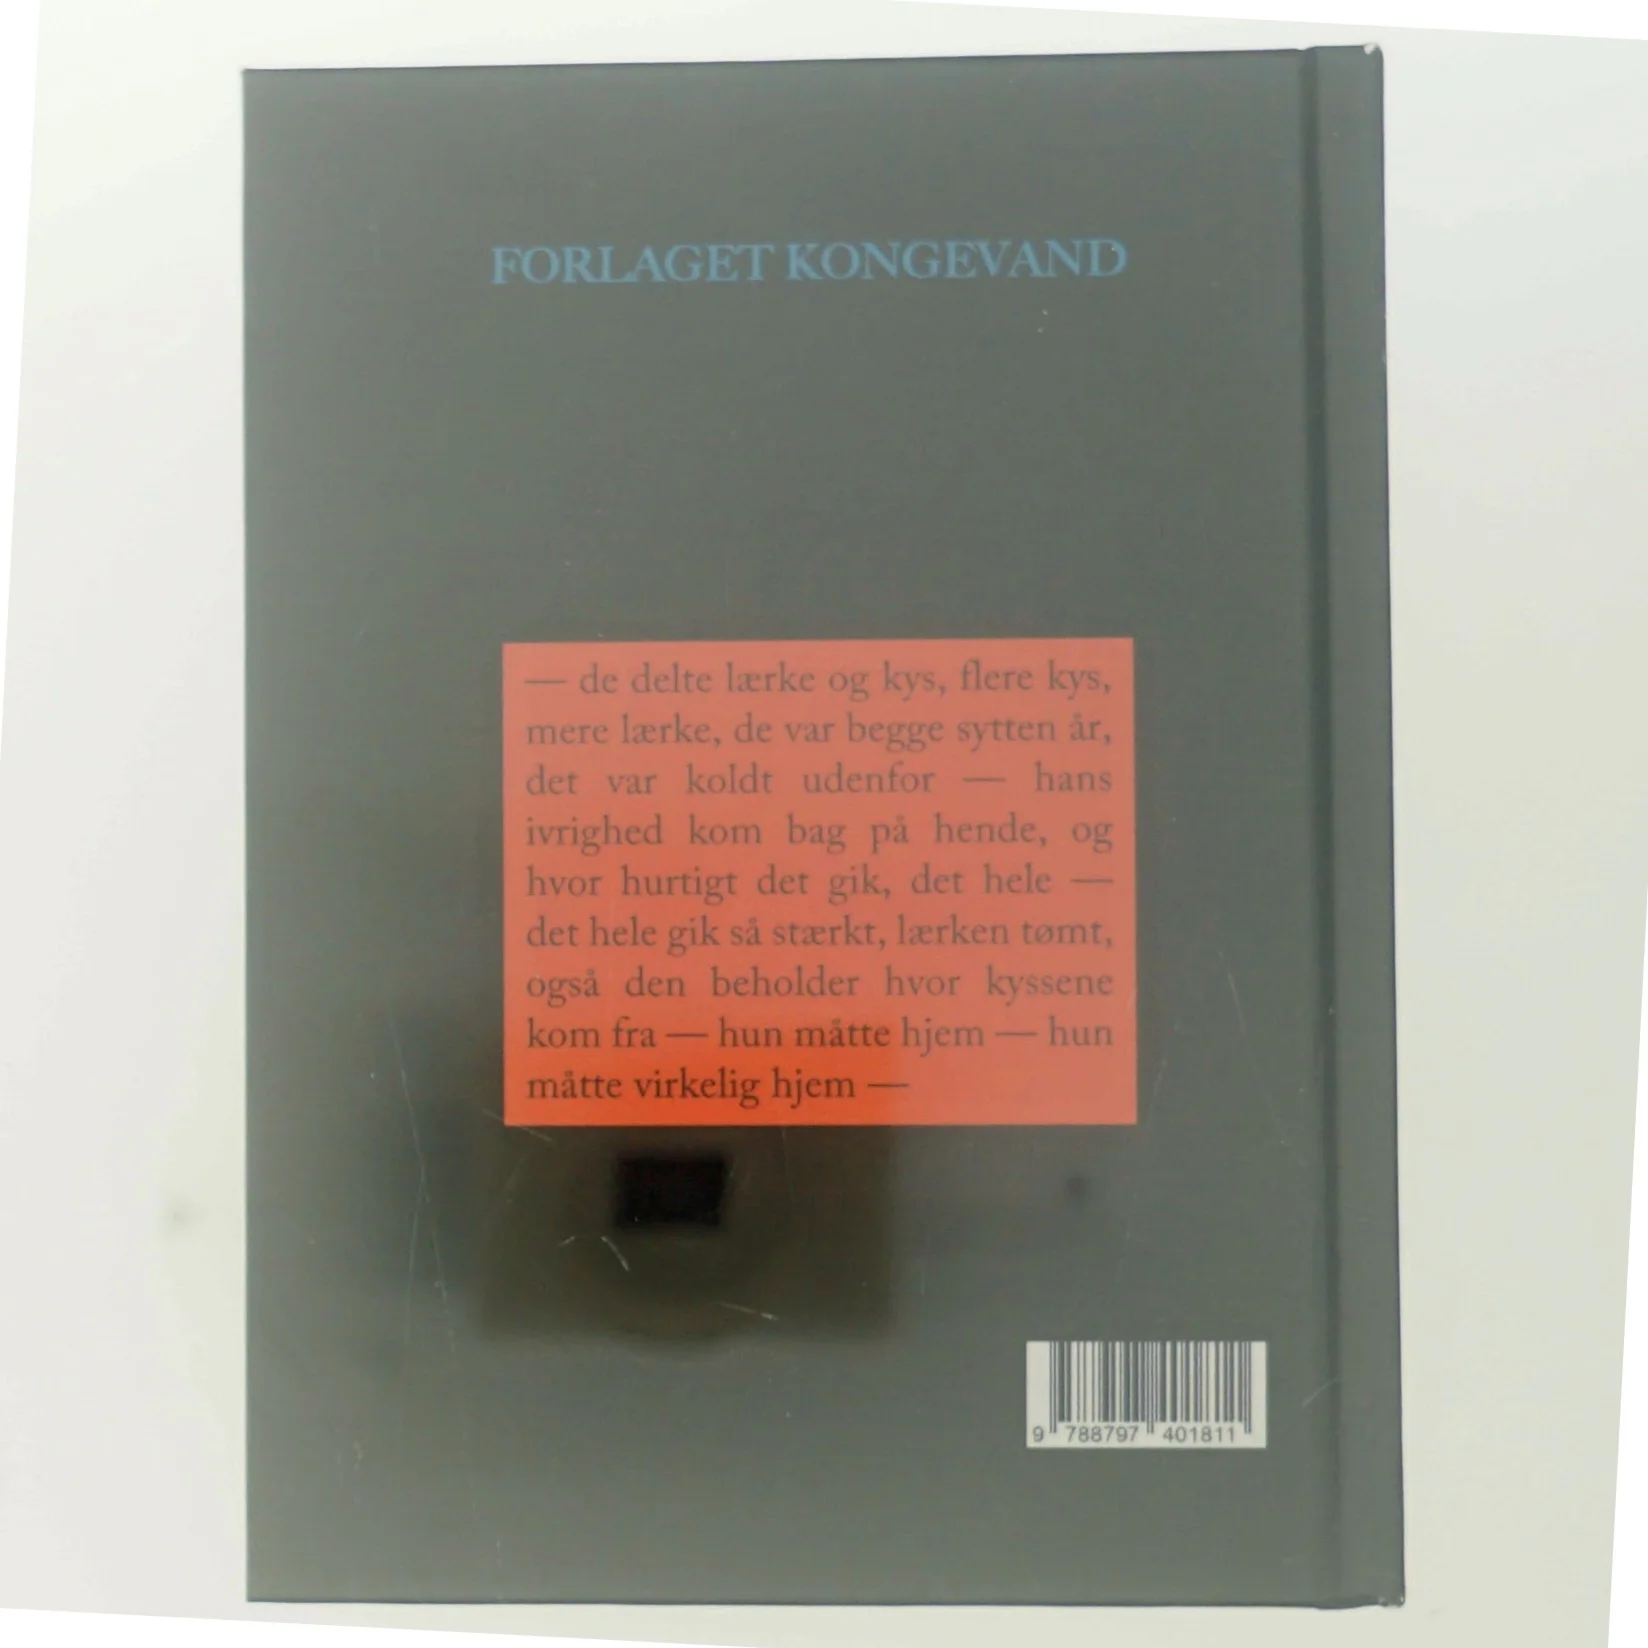 FORLAGET KONGEVAND
— de delte lærke og kys, flere kys,
mere lærke, de var begge sytten år,
det var koldt udenfor — hans
ivrighed kom bag på hende, og
hvor hurtigt det gik, det hele —
det hele gik så stærkt, lærken tømt,
også den beholder hvor kyssene
kom fra — hun måtte hjem — hun
måtte virkelig hjem —
9 788797 401811